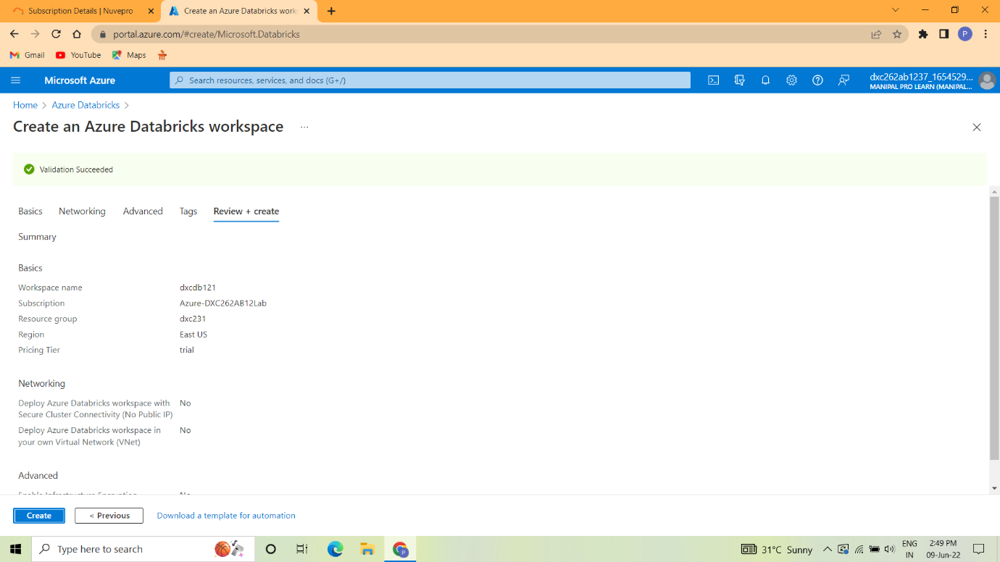 Subscription Details | Nuvepro
Create an Azure Databricks work
portal.azure.com/#create/Microsoft.Databricks
P
Gmail
YouTube
Maps
Microsoft Azure
Search resources, services, and docs (G+/)
dxc262ab1237_1654529...
MANIPAL PRO LEARN (MANIPAL...
Home > Azure Databricks >
Create an Azure Databricks workspace ...
Validation Succeeded
Basics Networking Advanced Tags Review + create
Summary
Basics
Workspace name dxcdb121
Subscription Azure-DXC262AB12Lab
Resource group dxc231
Region East US
Pricing Tier trial
Networking
Deploy Azure Databricks workspace with No
Secure Cluster Connectivity (No Public IP)
Deploy Azure Databricks workspace in No
your own Virtual Network (VNet)
Advanced
Enable Infrastructure Encryption No
Create < Previous Download a template for automation
Type here to search
31°C Sunny
ENG
IN
2:49 PM
09-Jun-22